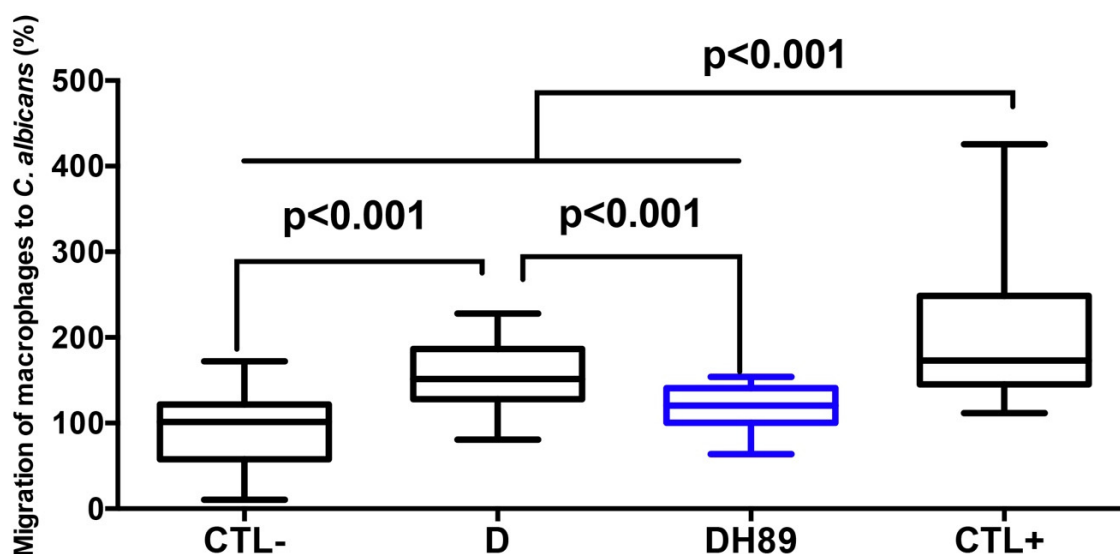 Migration of macrophages to C. albicans (%)
500
400
300
200
100
0
p<0.001
p<0.001
p<0.001
CTL-
D
DH89
CTL+